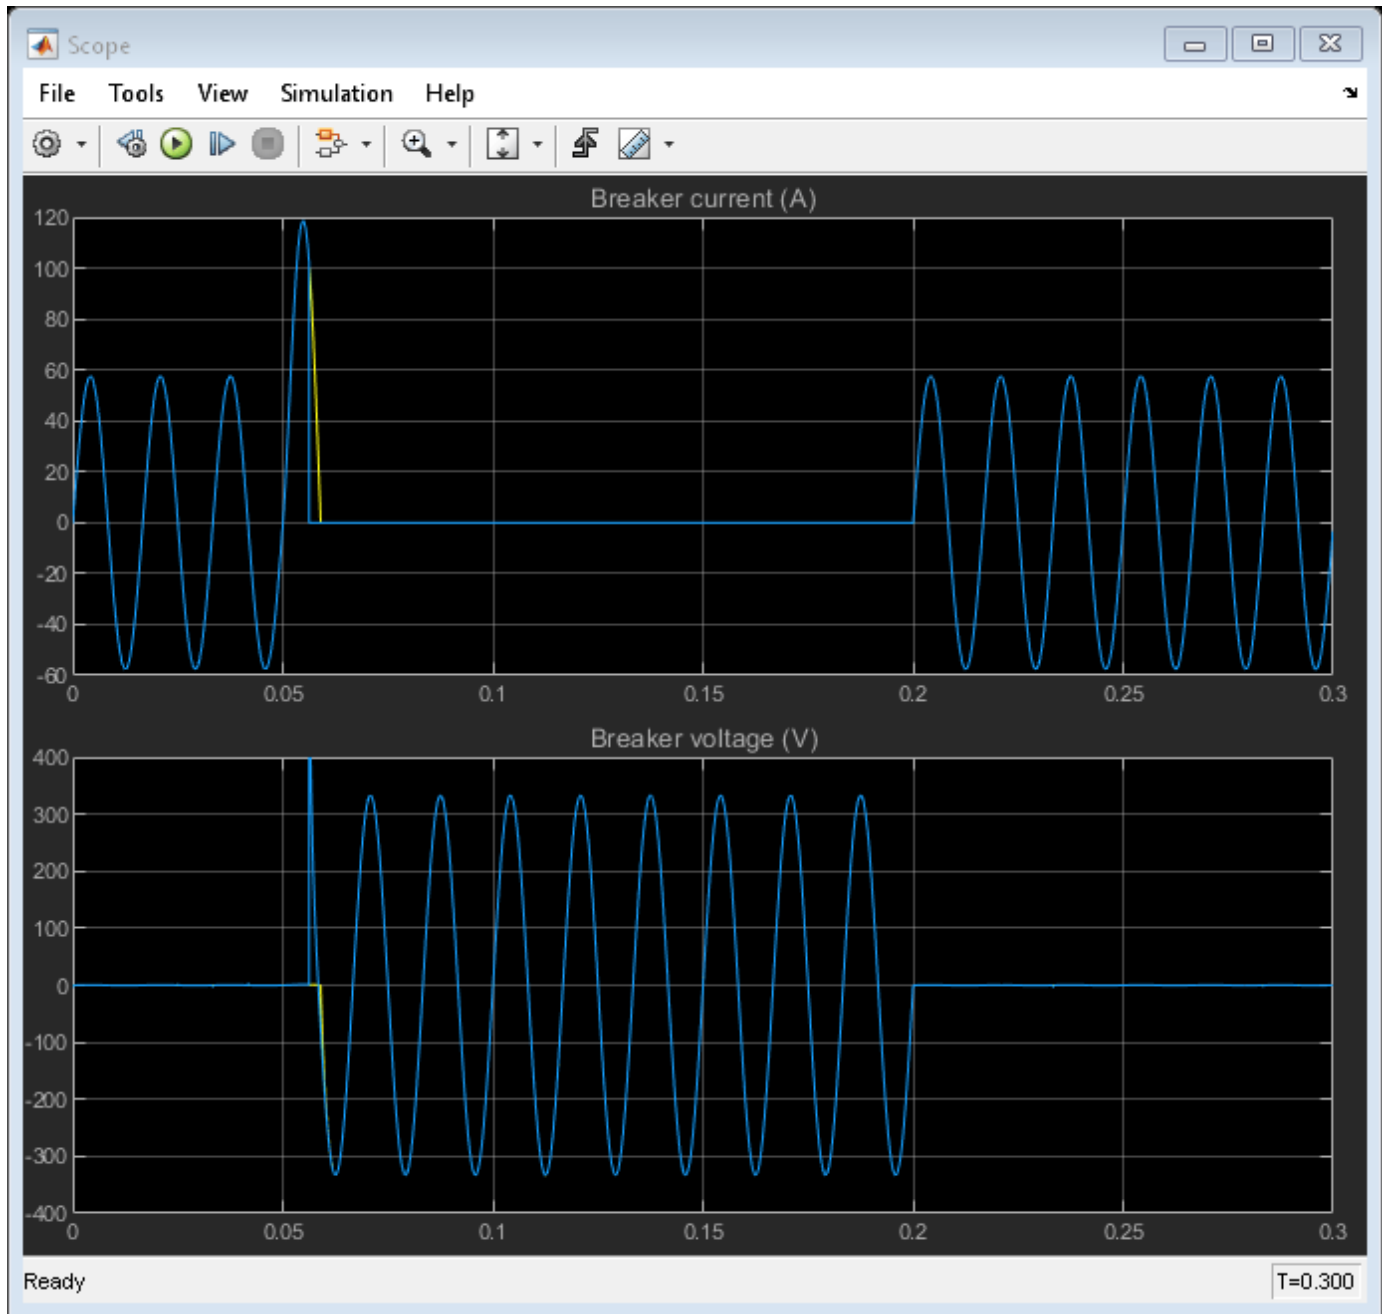 Scope
File Tools View Simulation Help
Breaker current (A)
120
100
80
60
40
20
0
-20
-40
-60
0 0.05 0.1 0.15 0.2 0.25 0.3
Breaker voltage (V)
400
300
200
100
0
-100
-200
-300
-400
0 0.05 0.1 0.15 0.2 0.25 0.3
Ready T=0.300